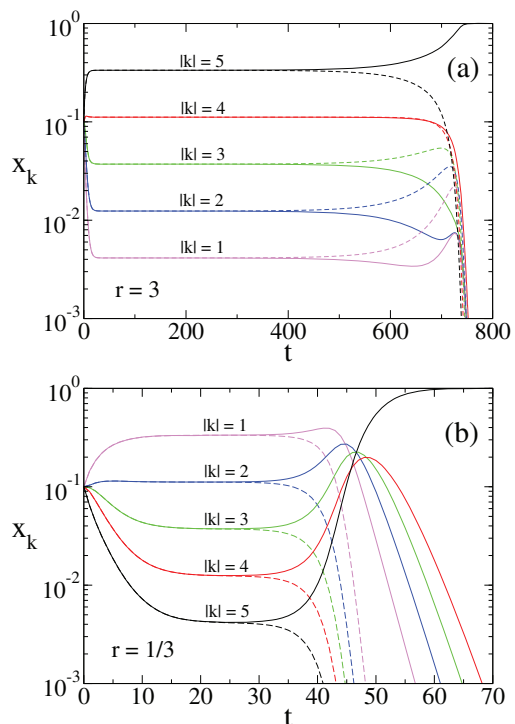 10^0
|k| = 5
(a)
10^-1
|k| = 4
x_k
|k| = 3
10^-2
|k| = 2
|k| = 1
r = 3
10^-3
0 200 400 600 800
t
10^0
(b)
|k| = 1
10^-1
|k| = 2
x_k
|k| = 3
10^-2
|k| = 4
|k| = 5
r = 1/3
10^-3
0 10 20 30 40 50 60 70
t